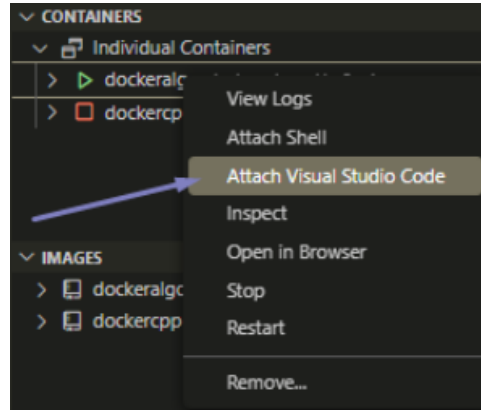 CONTAINERS
Individual Containers
dockeralg
dockercp
View Logs
Attach Shell
Attach Visual Studio Code
Inspect
Open in Browser
Stop
Restart
Remove...
IMAGES
dockeralgo
dockercpp